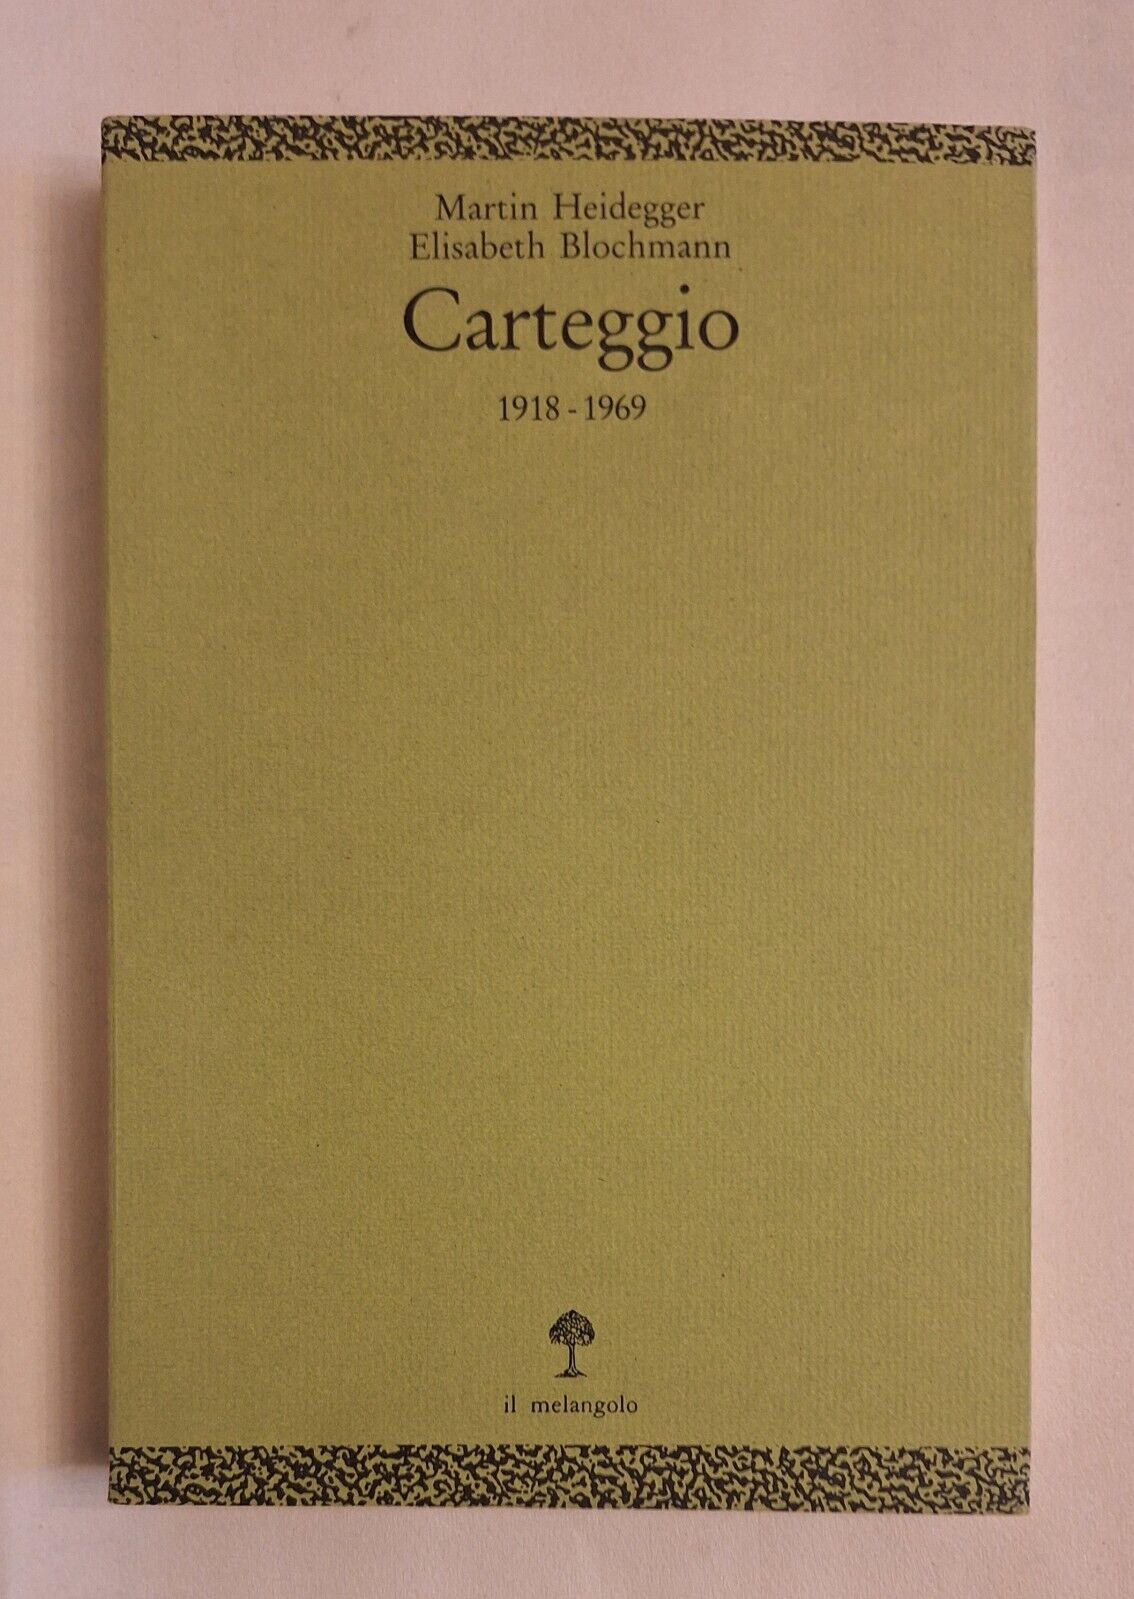 Martin Heidegger
Elisabeth Blochmann
Carteggio
1918 - 1969
il melangolo